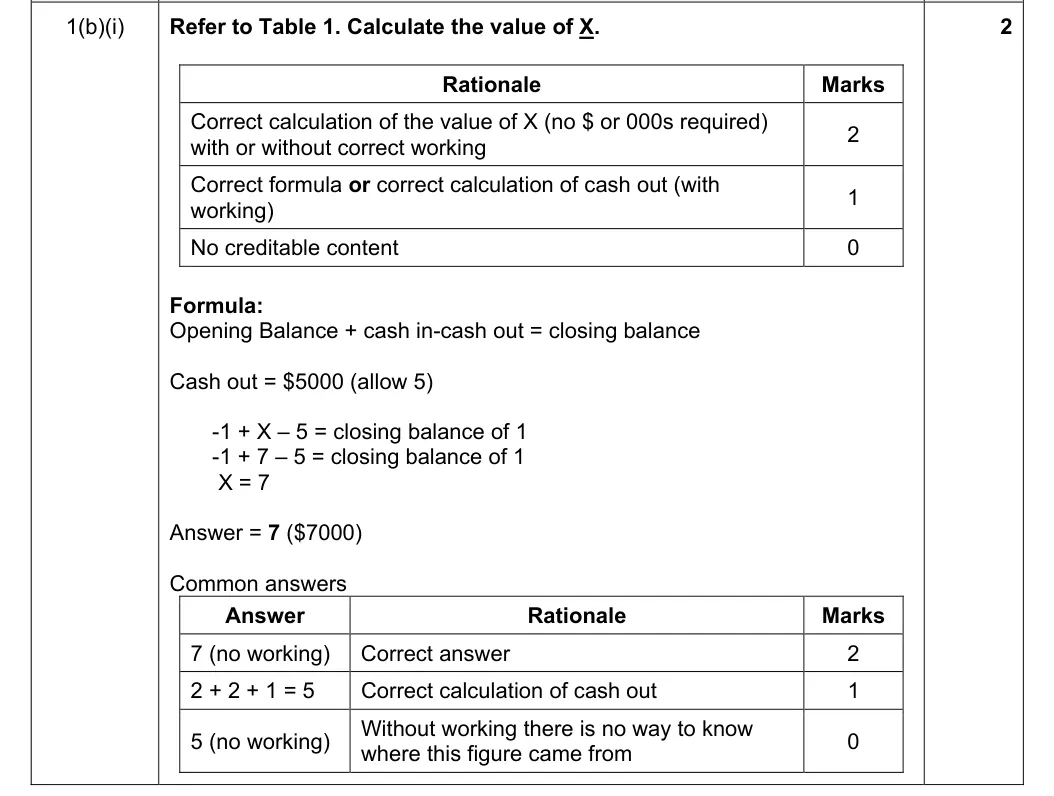 1(b)(i) Refer to Table 1. Calculate the value of X. 2
Rationale Marks
Correct calculation of the value of X (no $ or 000s required)
with or without correct working
2
Correct formula or correct calculation of cash out (with
working)
1
No creditable content 0
Formula:
Opening Balance + cash in-cash out = closing balance
Cash out = $5000 (allow 5)
-1 + X – 5 = closing balance of 1
-1 + 7 – 5 = closing balance of 1
X = 7
Answer = 7 ($7000)
Common answers
Answer Rationale Marks
7 (no working) Correct answer 2
2 + 2 + 1 = 5 Correct calculation of cash out 1
5 (no working) Without working there is no way to know
where this figure came from
0